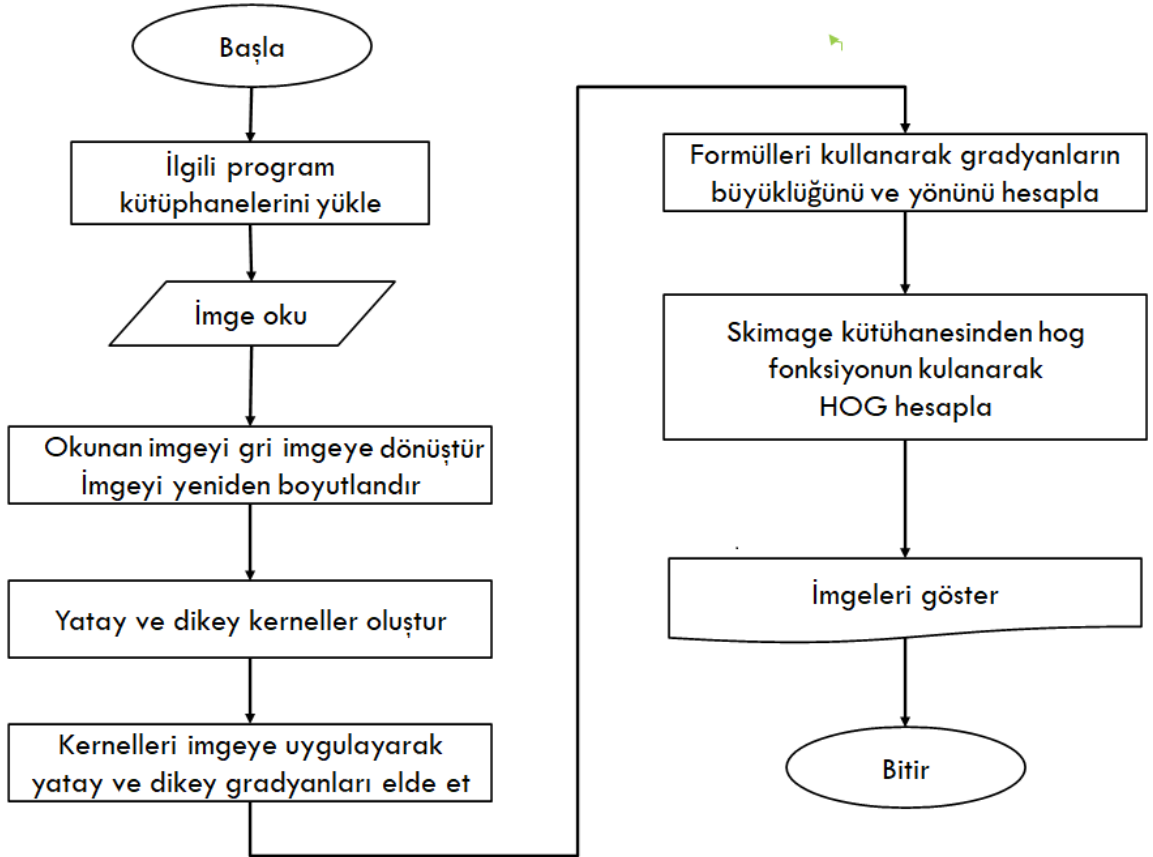 Başla
İlgili program
kütüphanelerini yükle
İmge oku
Okunan imgeyi gri imgeye dönüştür
İmgeyi yeniden boyutlandır
Yatay ve dikey kerneller oluştur
Kernelleri imgeye uygulayarak
yatay ve dikey gradyanları elde et
Formülleri kullanarak gradyanların
büyüklüğünü ve yönünü hesapla
Skimage kütühanesinden hog
fonksiyonun kulanarak
HOG hesapla
İmgeleri göster
Bitir